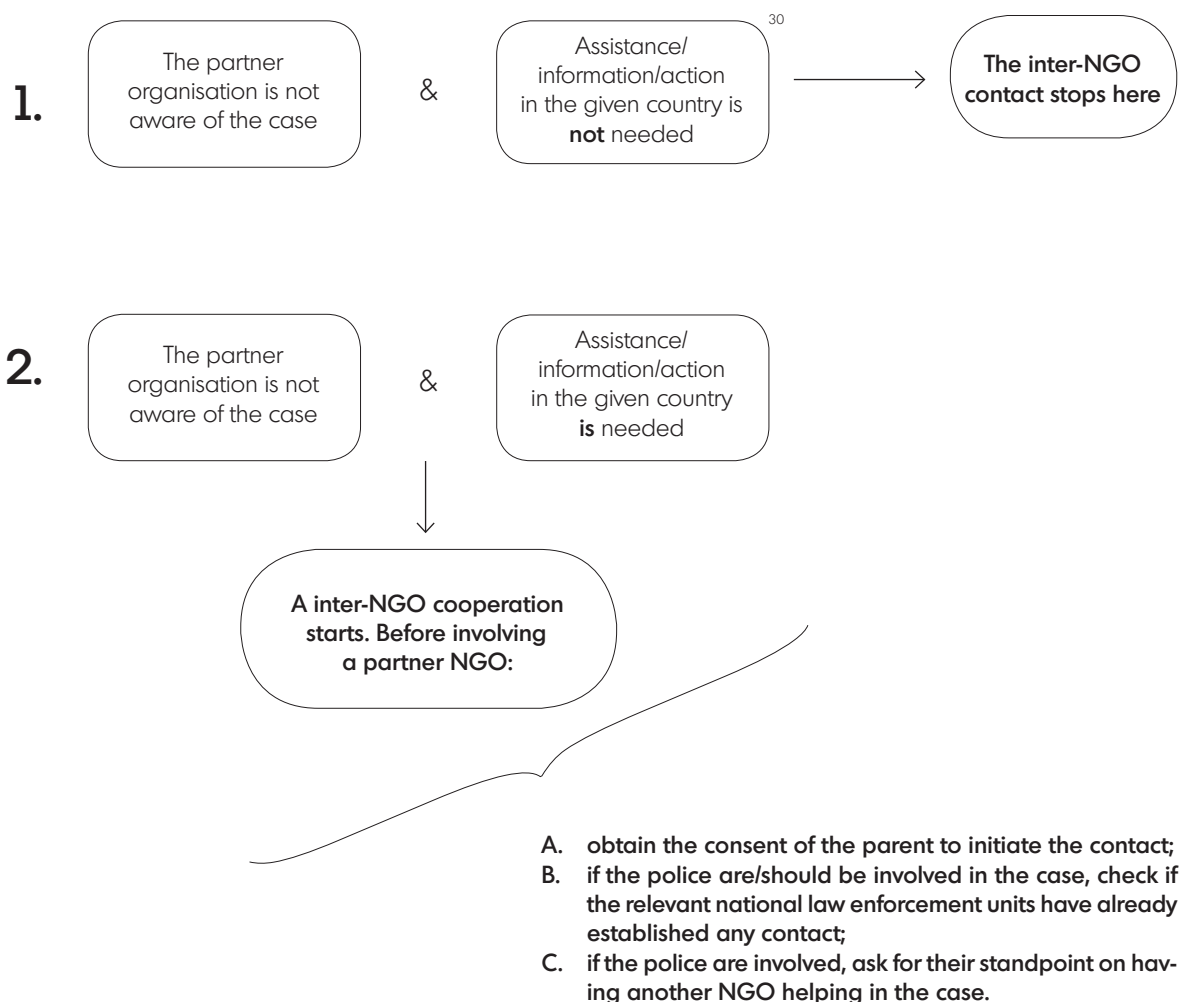 30
1.
The partner
organisation is not
aware of the case
&
Assistance/
information/action
in the given country is
not needed
The inter-NGO
contact stops here
2.
The partner
organisation is not
aware of the case
&
Assistance/
information/action
in the given country
is needed
A inter-NGO cooperation
starts. Before involving
a partner NGO:
A. obtain the consent of the parent to initiate the contact;
B. if the police are/should be involved in the case, check if
the relevant national law enforcement units have already
established any contact;
C. if the police are involved, ask for their standpoint on hav-
ing another NGO helping in the case.